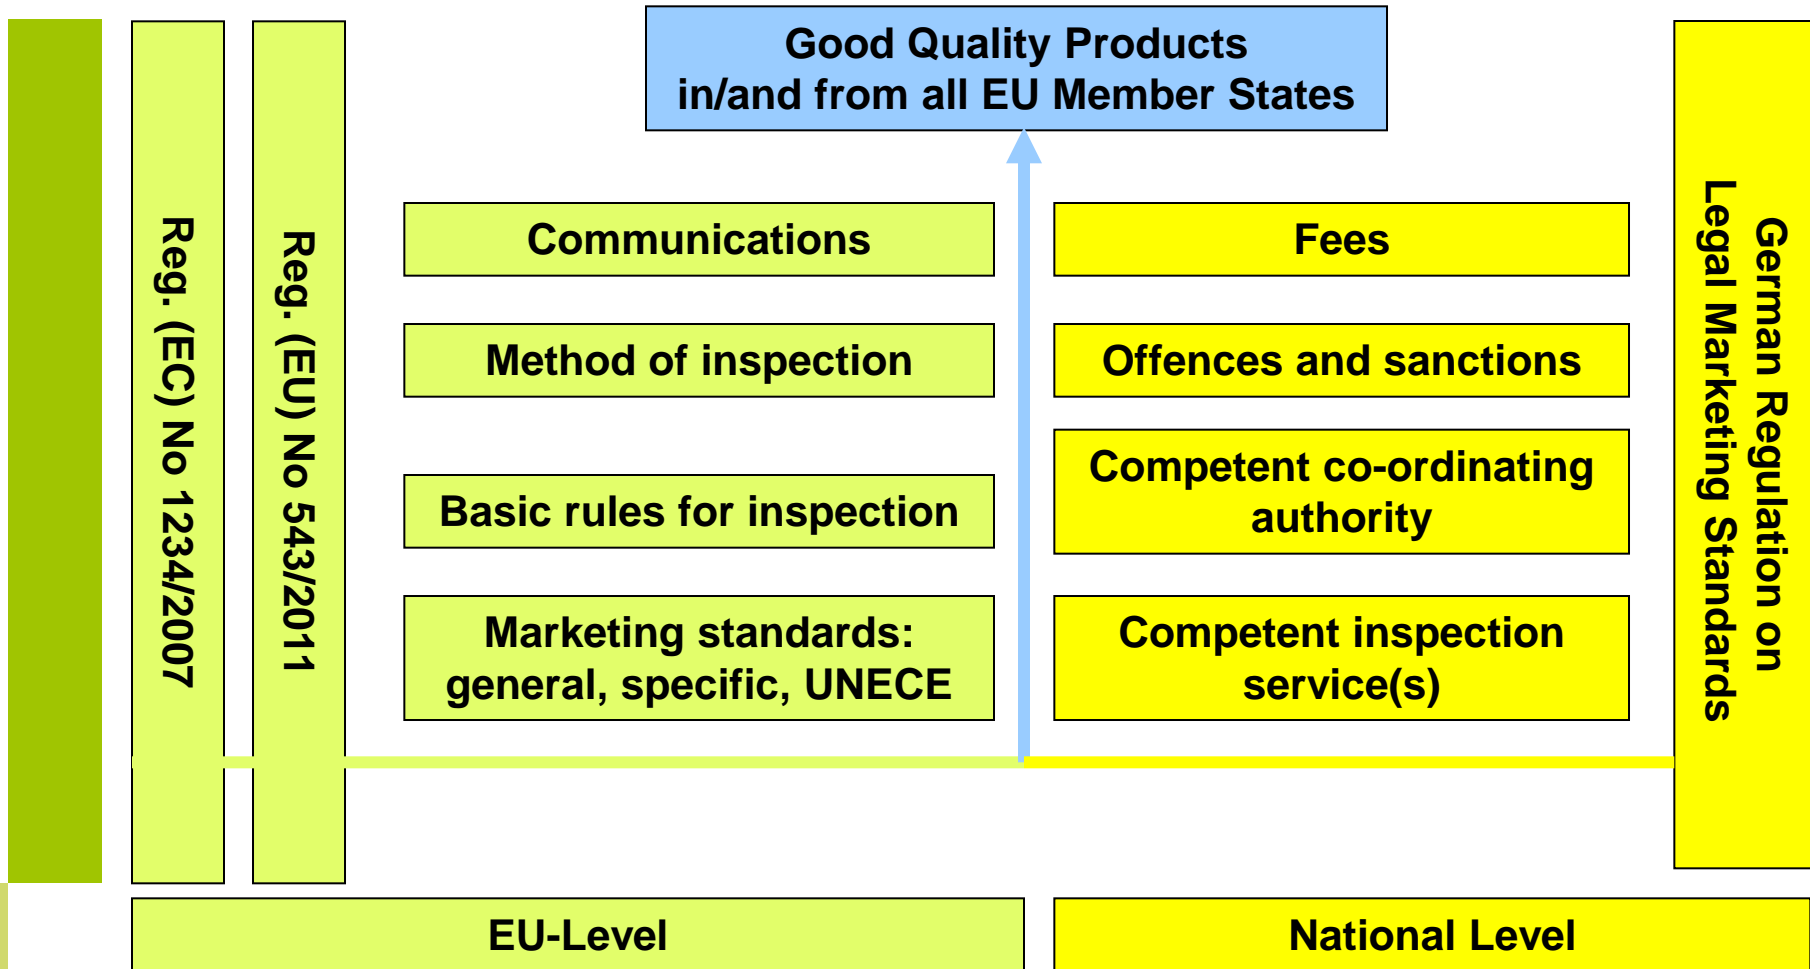 Good Quality Products
in/and from all EU Member States
Reg. (EC) No 1234/2007
Reg. (EU) No 543/2011
Communications
Method of inspection
Basic rules for inspection
Marketing standards:
general, specific, UNECE
Fees
Offences and sanctions
Competent co-ordinating
authority
Competent inspection
service(s)
German Regulation on
Legal Marketing Standards
EU-Level
National Level